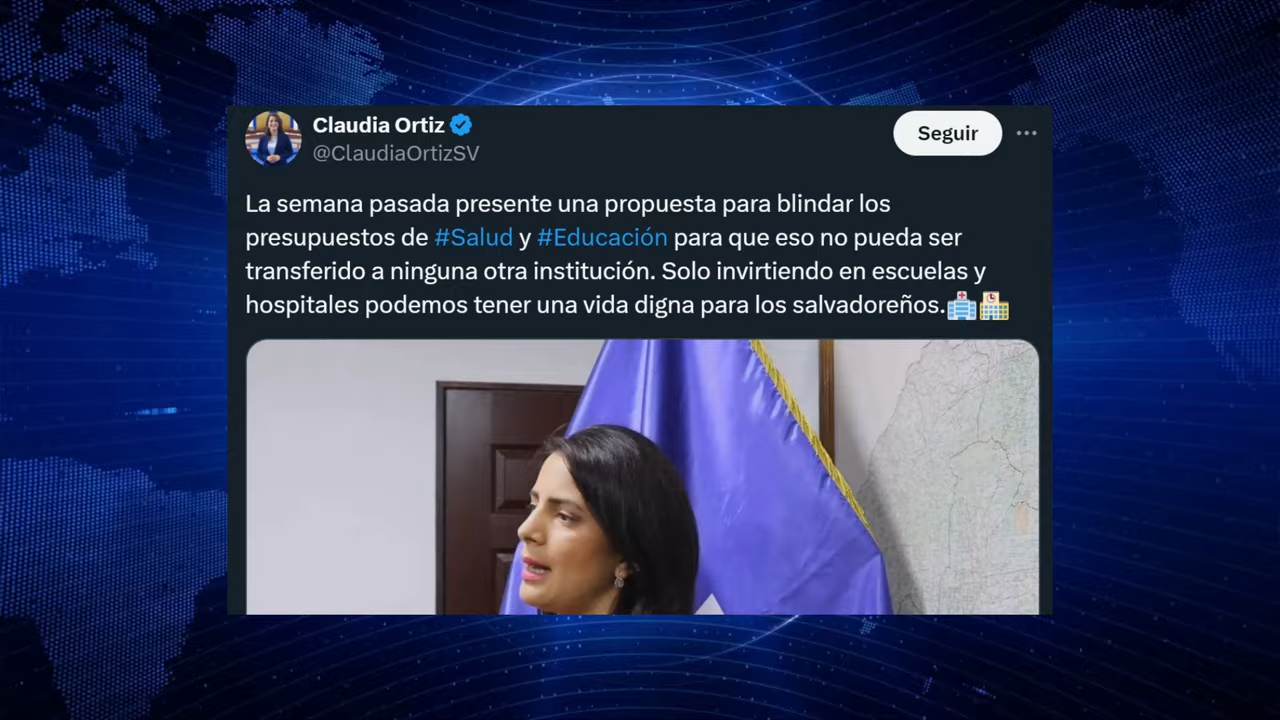 Claudia Ortiz
@ClaudiaOrtizSV
Seguir
La semana pasada presente una propuesta para blindar los
presupuestos de #Salud y #Educación para que eso no pueda ser
transferido a ninguna otra institución. Solo invirtiendo en escuelas y
hospitales podemos tener una vida digna para los salvadoreños.